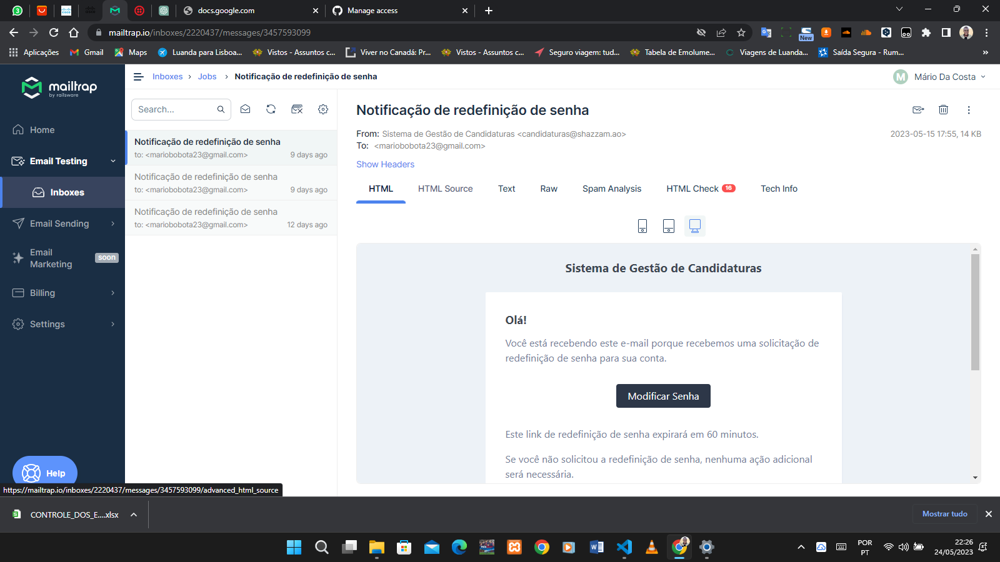 3
docs.google.com
Manage access
mailtrap.io/inboxes/2220437/messages/3457593099
New
Aplicações
Gmail
Maps
Luanda para Lisboa...
Vistos - Assuntos c...
Viver no Canadá: Pr...
Vistos - Assuntos c...
Seguro viagem: tud...
Tabela de Emolume...
Viagens de Luanda...
Saída Segura - Rum...
»
mailtrap
by railsware
Inboxes > Jobs > Notificação de redefinição de senha
M Mário Da Costa
Home
Email Testing
Inboxes
Email Sending
Email
Marketing
soon
Billing
Settings
Help
Search...
Notificação de redefinição de senha
to: <mariobobota23@gmail.com> 9 days ago
Notificação de redefinição de senha
to: <mariobobota23@gmail.com> 9 days ago
Notificação de redefinição de senha
to: <mariobobota23@gmail.com> 12 days ago
Notificação de redefinição de senha
From: Sistema de Gestão de Candidaturas <candidaturas@shazzam.ao>
2023-05-15 17:55, 14 KB
To: <mariobobota23@gmail.com>
Show Headers
HTML
HTML Source
Text
Raw
Spam Analysis
HTML Check 16
Tech Info
Sistema de Gestão de Candidaturas
Olá!
Você está recebendo este e-mail porque recebemos uma solicitação de
redefinição de senha para sua conta.
Modificar Senha
Este link de redefinição de senha expirará em 60 minutos.
Se você não solicitou a redefinição de senha, nenhuma ação adicional
será necessária.
https://mailtrap.io/inboxes/2220437/messages/3457593099/advanced_html_source
CONTROLE_DOS_E....xlsx
Mostrar tudo
POR
PT
22:26
24/05/2023